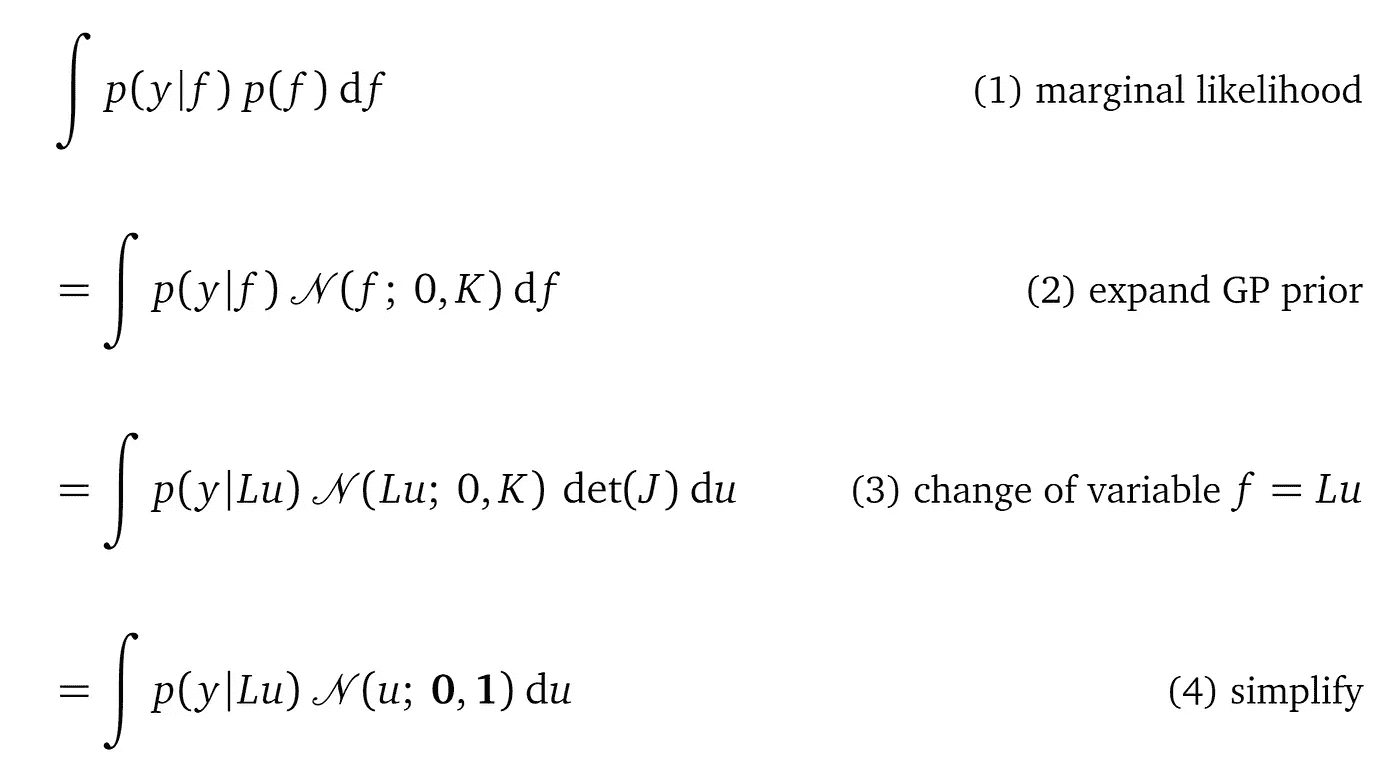 ∫ p(y|f) p(f) df (1) marginal likelihood
= ∫ p(y|f) 𝒩(f; 0, K) df (2) expand GP prior
= ∫ p(y|Lu) 𝒩(Lu; 0, K) det(J) du (3) change of variable f = Lu
= ∫ p(y|Lu) 𝒩(u; 𝟎, 𝟏) du (4) simplify